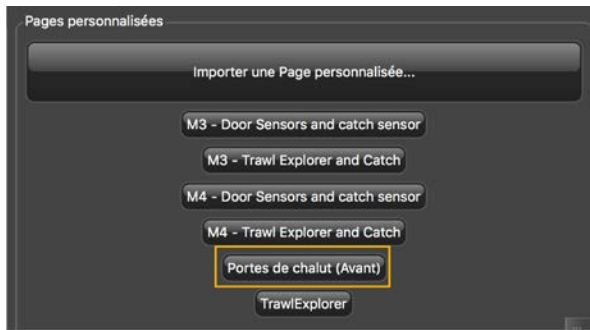 Pages personnalisées
Importer une Page personnalisée...
M3 - Door Sensors and catch sensor
M3 - Trawl Explorer and Catch
M4 - Door Sensors and catch sensor
M4 - Trawl Explorer and Catch
Portes de chalut (Avant)
TrawlExplorer
...